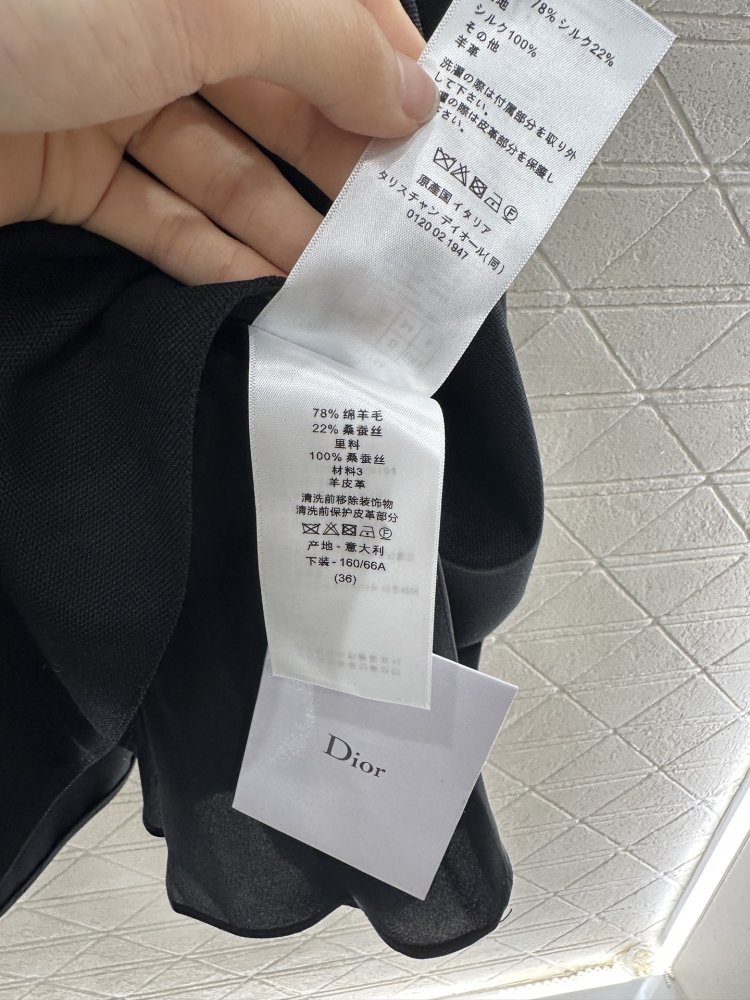 78% シルク22%
シルク100%
その他
羊革
洗濯の際は付属部分を取り外
して下さい。
の際は皮革部分を保護し
さい。
原産国 イタリア
タリスチャン ディオール(同)
0120 02 1947
78% 绵羊毛
22% 桑蚕丝
里料
100% 桑蚕丝
材料3
羊皮革
清洗前移除装饰物
清洗前保护皮革部分
产地 - 意大利
下装 - 160/66A
(36)
Dior